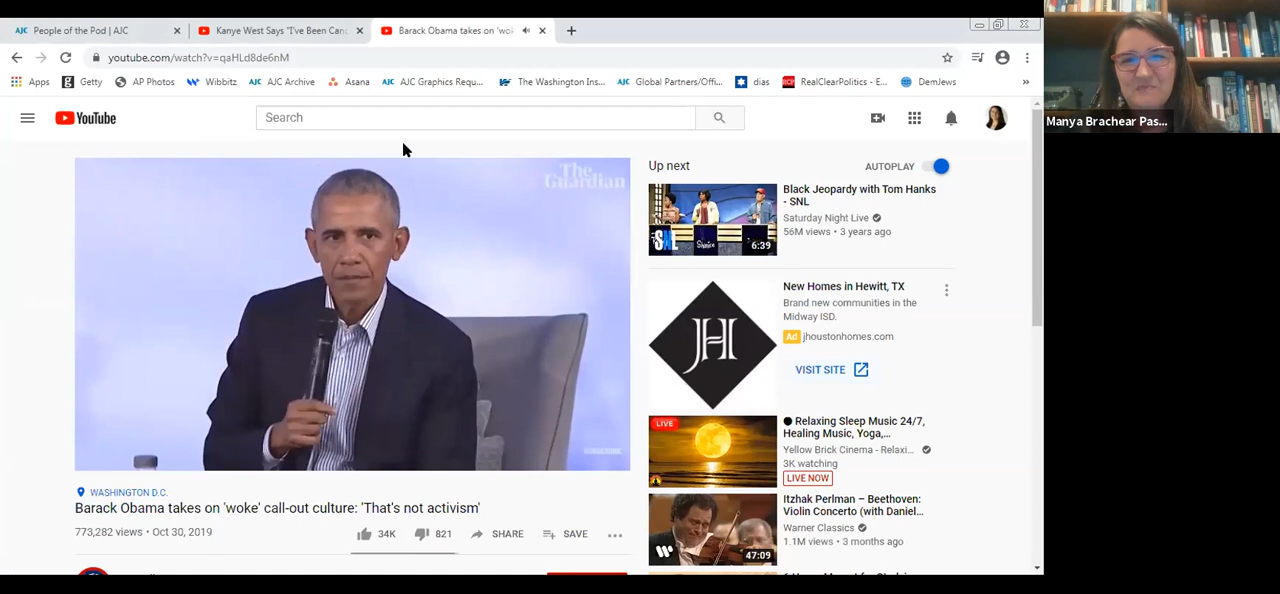 People of the Pod | AJC
Kanye West Says "I've Been Canc
Barack Obama takes on 'wok
youtube.com/watch?v=qaHLd8de6nM
Apps
Getty
AP Photos
Wibbitz
AJC Archive
Asana
AJC Graphics Requ...
The Washington Ins...
Global Partners/Offi...
dias
RealClearPolitics - E...
DemJews
»
YouTube
Search
The Guardian
SUBSCRIBE
WASHINGTON D.C.
Barack Obama takes on 'woke' call-out culture: 'That's not activism'
773,282 views • Oct 30, 2019
34K
821
SHARE
SAVE
Up next
AUTOPLAY
SNL
6:39
Black Jeopardy with Tom Hanks
- SNL
Saturday Night Live
56M views • 3 years ago
JH
New Homes in Hewitt, TX
Brand new communities in the
Midway ISD.
Ad jhoustonhomes.com
VISIT SITE
LIVE
Relaxing Sleep Music 24/7,
Healing Music, Yoga,...
Yellow Brick Cinema - Relaxi...
3K watching
LIVE NOW
47:09
Itzhak Perlman – Beethoven:
Violin Concerto (with Daniel...
Warner Classics
1.1M views • 3 months ago
Manya Brachear Pas...